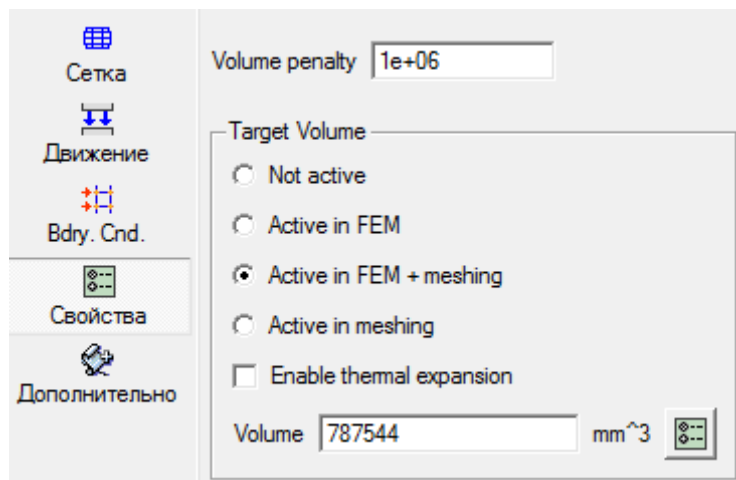 Сетка
Движение
Bdry. Cnd.
Свойства
Дополнительно
Volume penalty 1e+06
Target Volume
Not active
Active in FEM
Active in FEM + meshing
Active in meshing
Enable thermal expansion
Volume 787544 mm^3